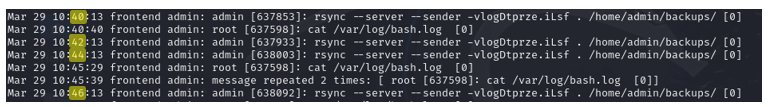 Mar 29 10:40:13 frontend admin: admin [637853]: rsync --server --sender -vlogDtprze.iLsf . /home/admin/backups/ [0]
Mar 29 10:40:40 frontend admin: root [637598]: cat /var/log/bash.log  [0]
Mar 29 10:42:13 frontend admin: admin [637933]: rsync --server --sender -vlogDtprze.iLsf . /home/admin/backups/ [0]
Mar 29 10:44:13 frontend admin: admin [638003]: rsync --server --sender -vlogDtprze.iLsf . /home/admin/backups/ [0]
Mar 29 10:45:29 frontend admin: root [637598]: cat /var/log/bash.log  [0]
Mar 29 10:45:39 frontend admin: message repeated 2 times: [ root [637598]: cat /var/log/bash.log  [0]]
Mar 29 10:46:13 frontend admin: admin [638092]: rsync --server --sender -vlogDtprze.iLsf . /home/admin/backups/ [0]